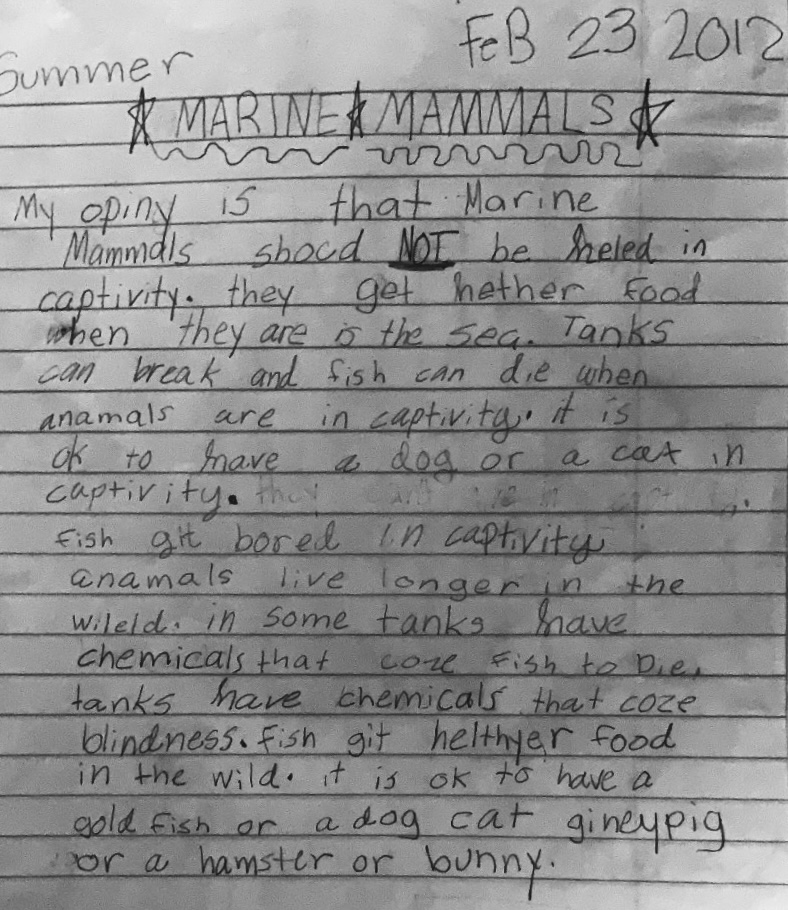 Summer
FeB 23 2012
MARINE MAMMALS
My opiny is that Marine
Mammals shocd NOT be heled in
captivity. they get hether food
when they are is the sea. Tanks
can break and fish can die when
anamals are in captivity. it is
ok to have a dog or a cat in
captivity.
Fish git bored in captivity
anamals live longer in the
wileld. in some tanks have
chemicals that coze fish to Die,
tanks have chemicals that coze
blindness. fish git helthyer food
in the wild. it is ok to have a
gold fish or a dog cat gineypig
or a hamster or bunny.